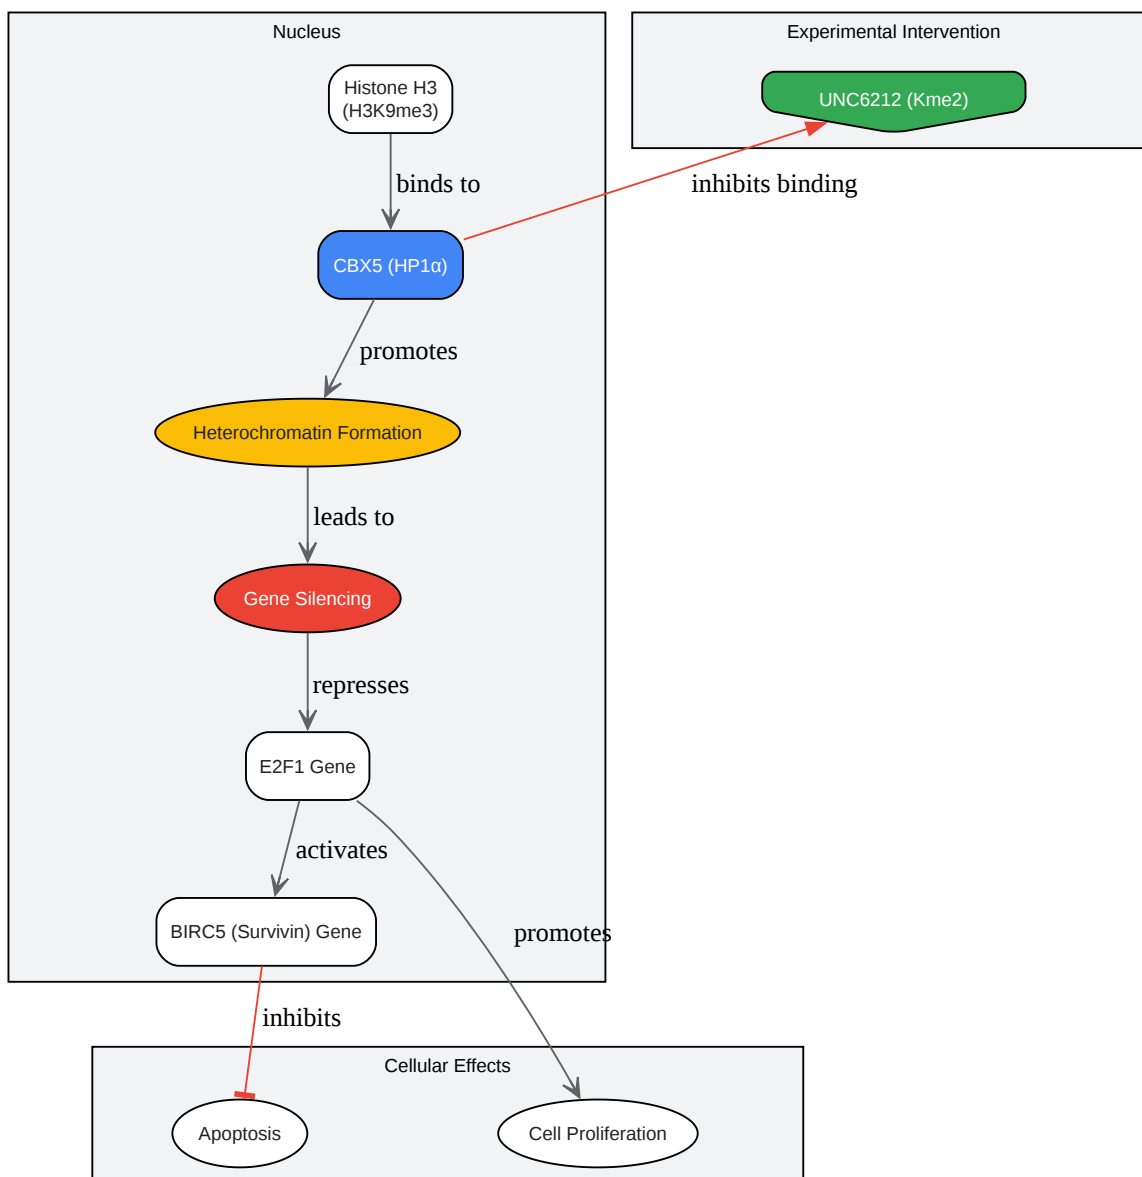 Nucleus
Experimental Intervention
Histone H3
(H3K9me3)
UNC6212 (Kme2)
binds to
inhibits binding
CBX5 (HP1α)
promotes
Heterochromatin Formation
leads to
Gene Silencing
represses
E2F1 Gene
activates
BIRC5 (Survivin) Gene
promotes
inhibits
Cellular Effects
Apoptosis
Cell Proliferation